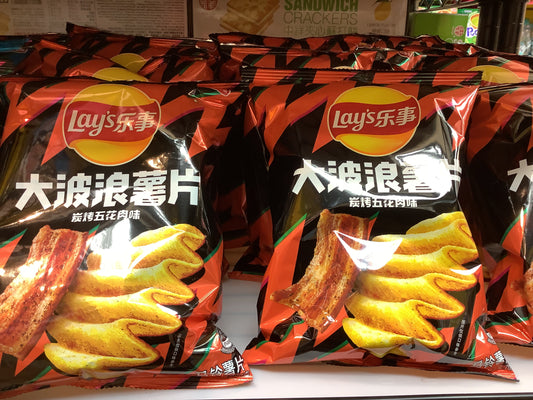 SANDWICH
CRACKERS
Lay's乐事
大波浪薯片
炭烤五花肉味
Lay's乐事
大波浪薯片
炭烤五花肉味
大